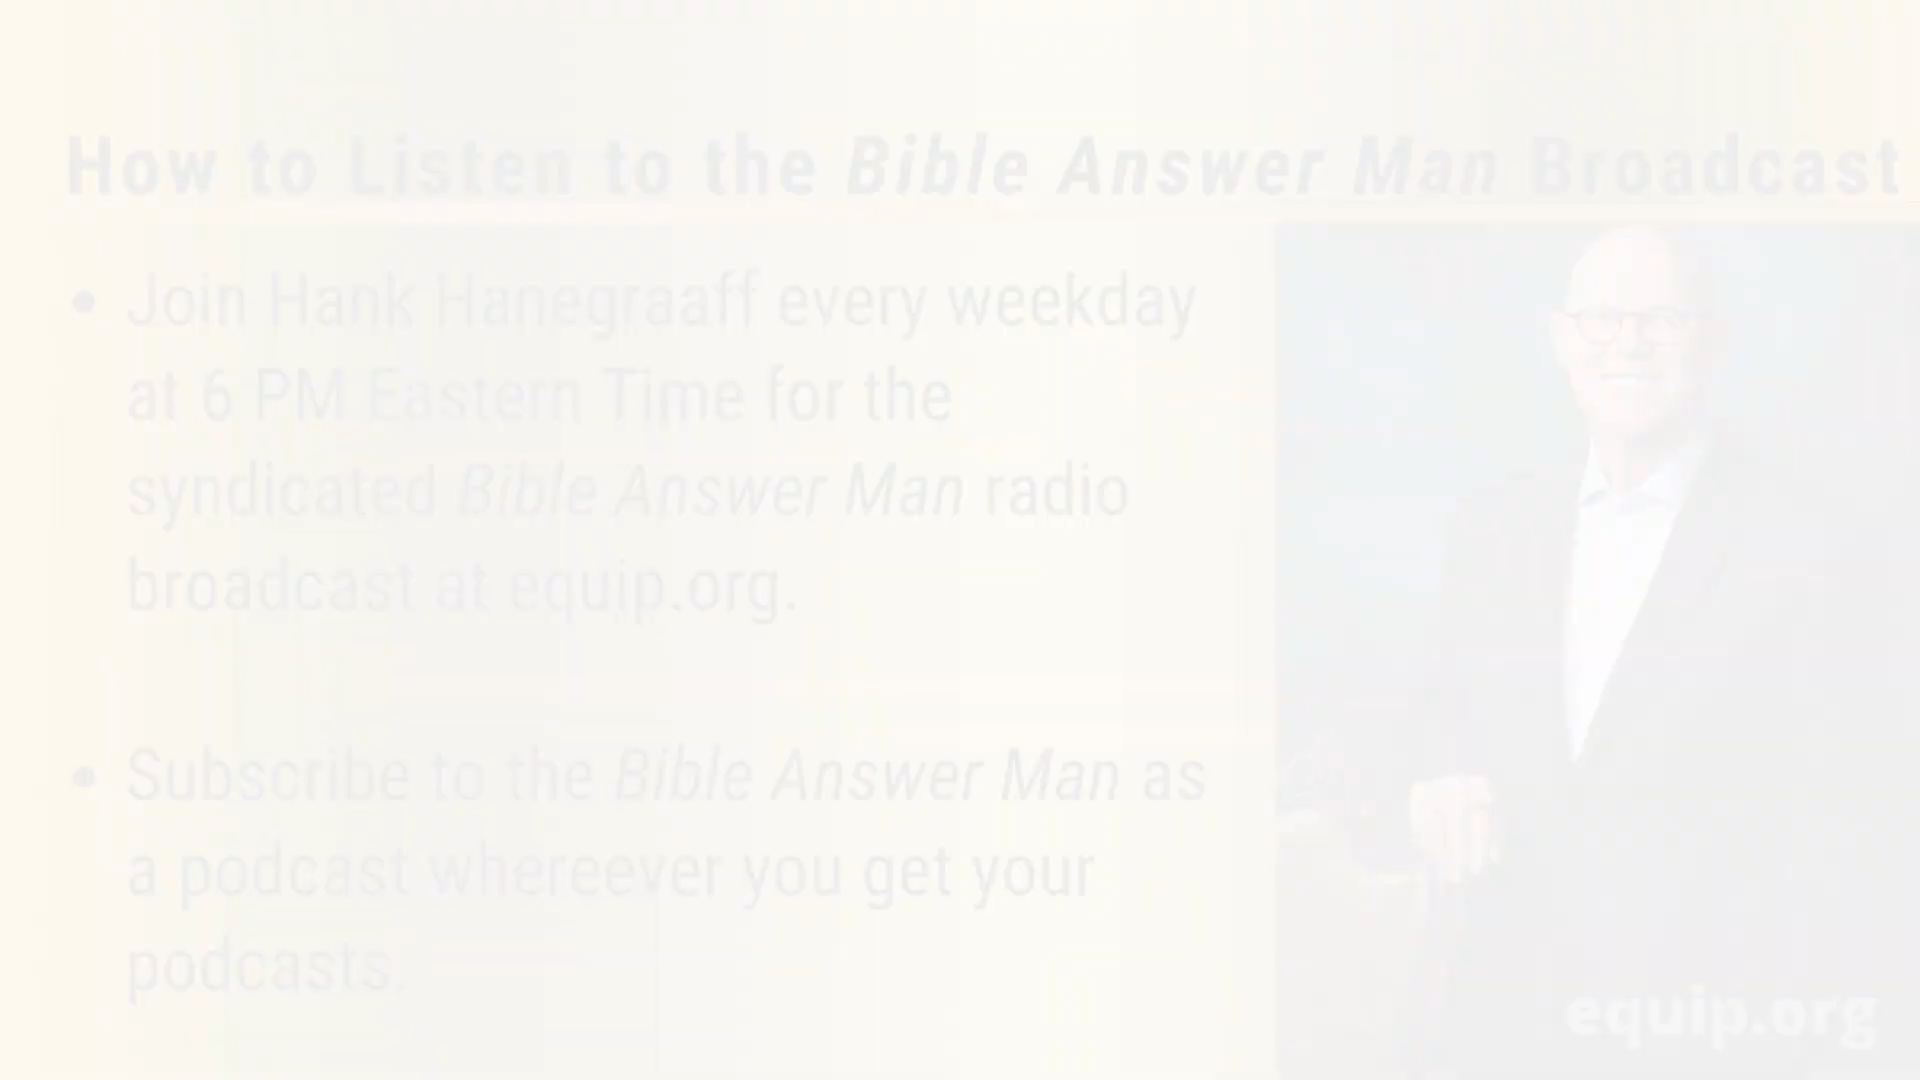 How to Listen to the Bible Answer Man Broadcast
• Join Hank Hanegraaff every weekday
at 6 PM Eastern Time for the
syndicated Bible Answer Man radio
broadcast at equip.org.
• Subscribe to the Bible Answer Man as
a podcast whereever you get your
podcasts.
equip.org